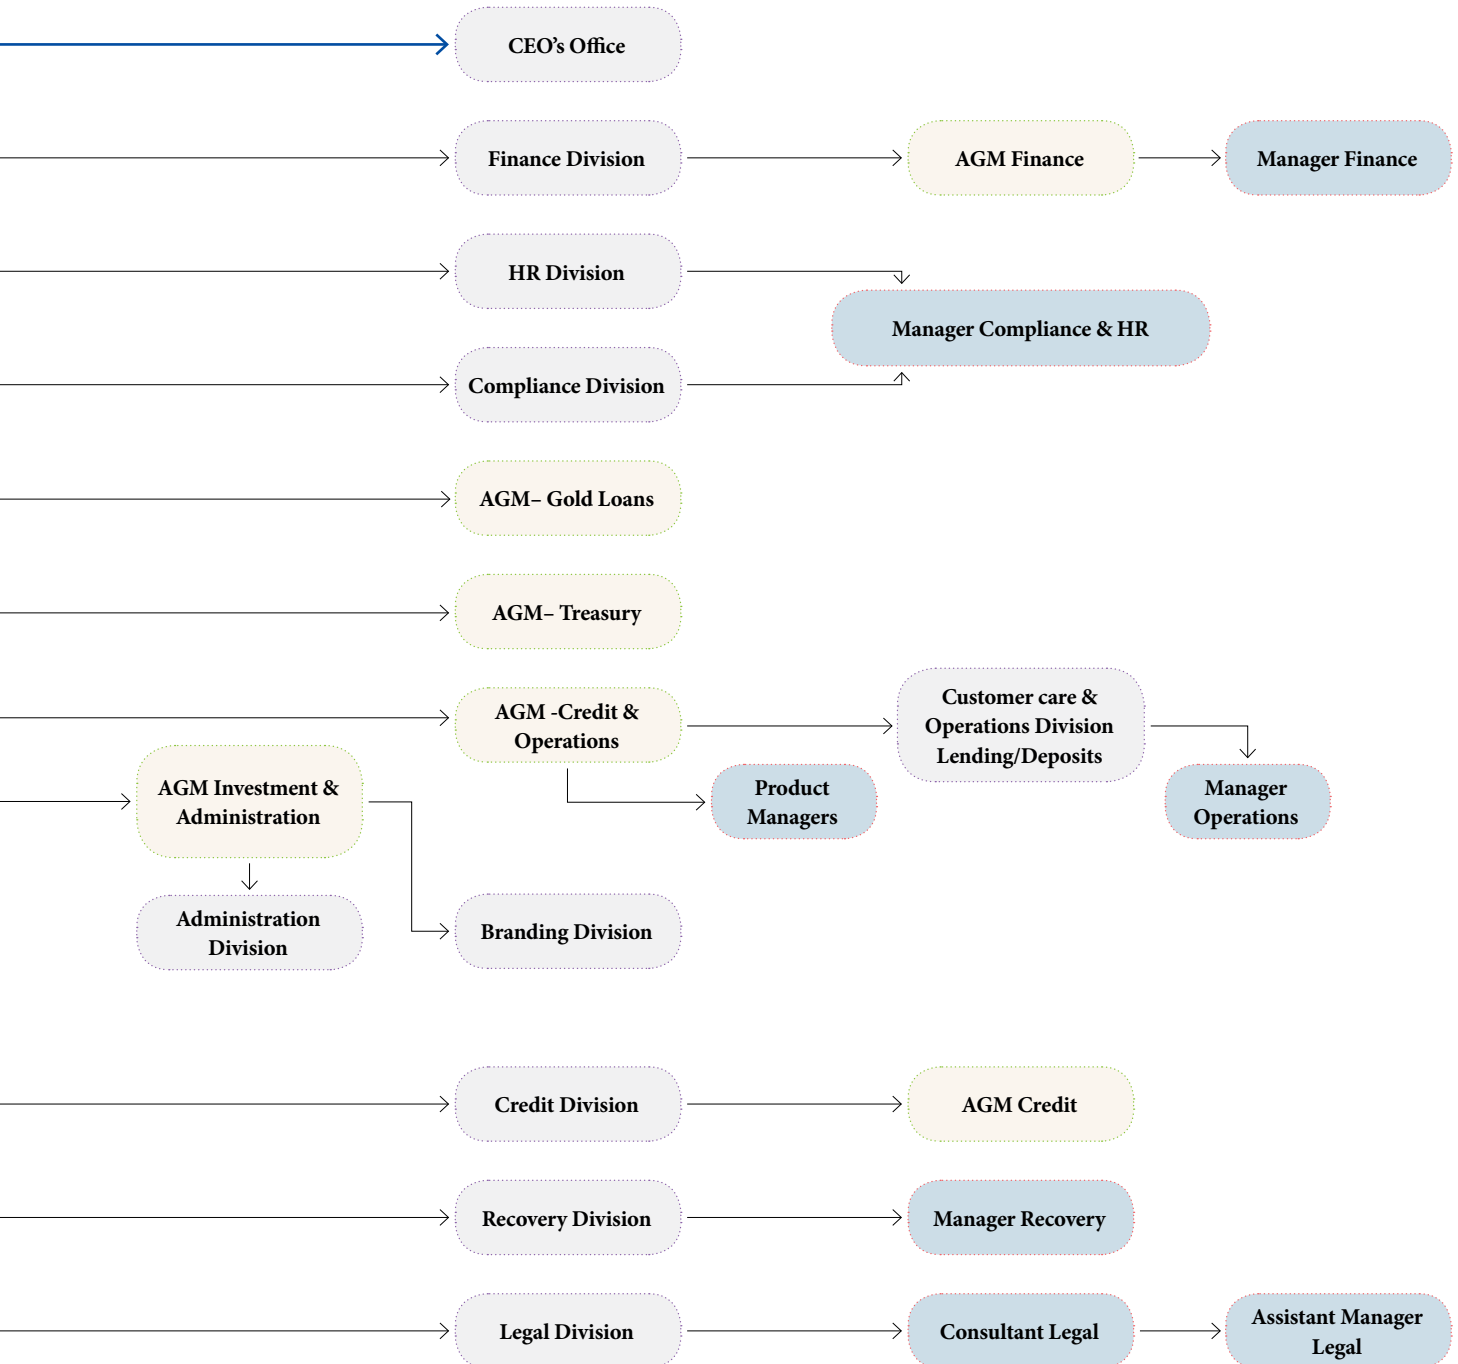 CEO’s Office
Finance Division
AGM Finance
Manager Finance
HR Division
Manager Compliance & HR
Compliance Division
AGM– Gold Loans
AGM– Treasury
AGM -Credit &
Operations
Customer care &
Operations Division
Lending/Deposits
AGM Investment &
Administration
Product
Managers
Manager
Operations
Administration
Division
Branding Division
Credit Division
AGM Credit
Recovery Division
Manager Recovery
Legal Division
Consultant Legal
Assistant Manager
Legal